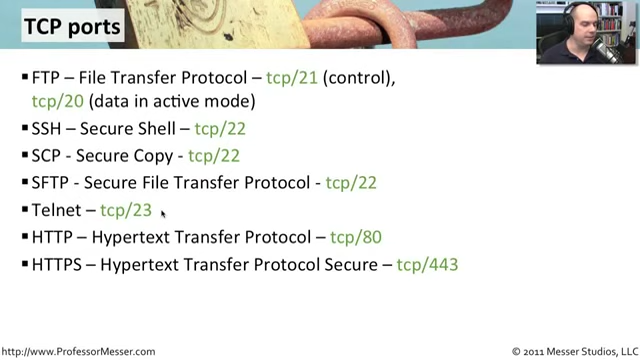 TCP ports
▪ FTP – File Transfer Protocol – tcp/21 (control),
tcp/20 (data in active mode)
▪ SSH – Secure Shell – tcp/22
▪ SCP - Secure Copy - tcp/22
▪ SFTP - Secure File Transfer Protocol - tcp/22
▪ Telnet – tcp/23
▪ HTTP – Hypertext Transfer Protocol – tcp/80
▪ HTTPS – Hypertext Transfer Protocol Secure – tcp/443
http://www.ProfessorMesser.com
© 2011 Messer Studios, LLC